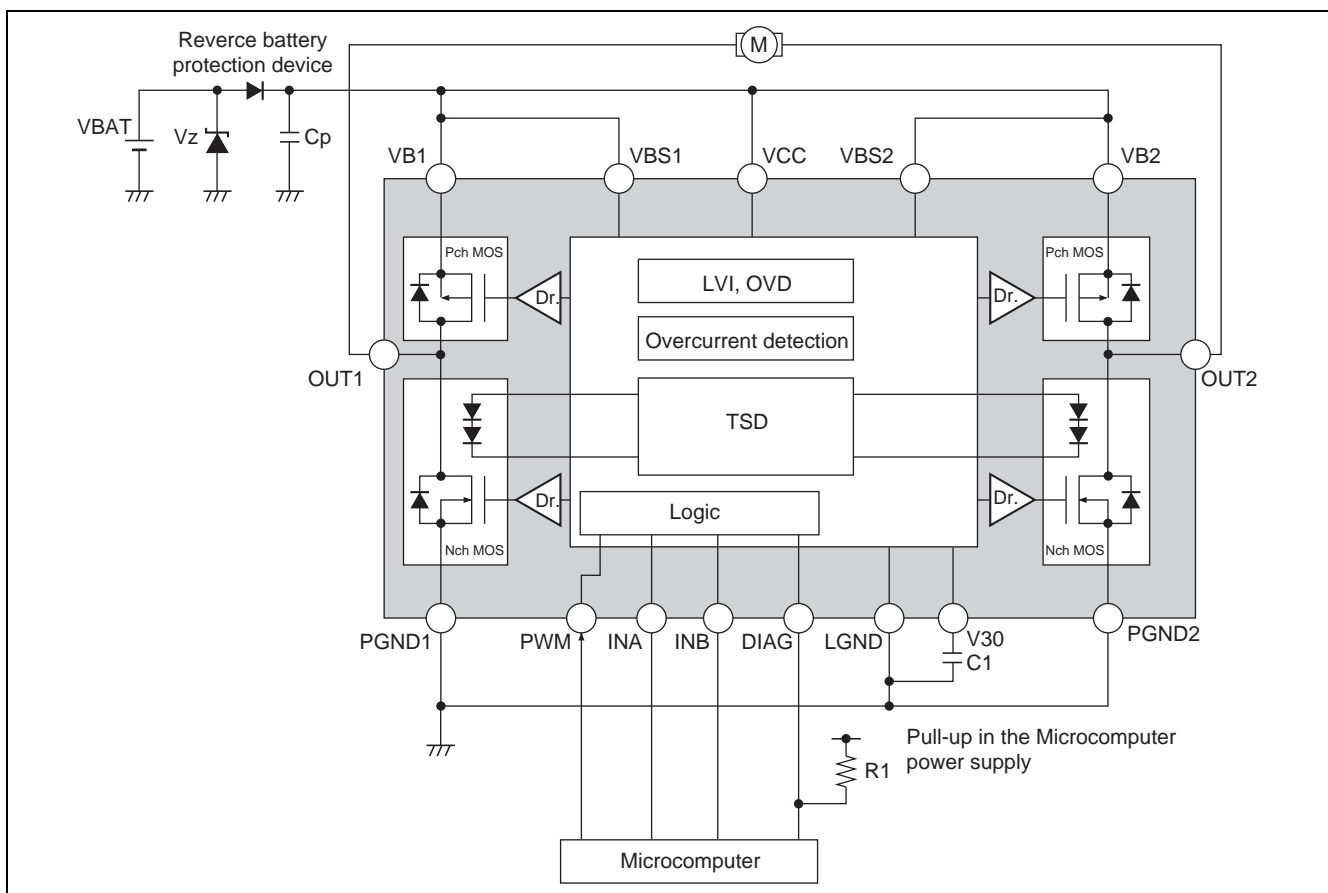 Reverce battery
protection device
M
VBAT
Vz
Cp
VB1
VBS1
VCC
VBS2
VB2
Pch MOS
Dr.
LVI, OVD
Dr.
Pch MOS
Overcurrent detection
OUT1
OUT2
TSD
Nch MOS
Dr.
Logic
Dr.
Nch MOS
PGND1
PWM
INA
INB
DIAG
LGND
V30
C1
PGND2
R1
Pull-up in the Microcomputer
power supply
Microcomputer